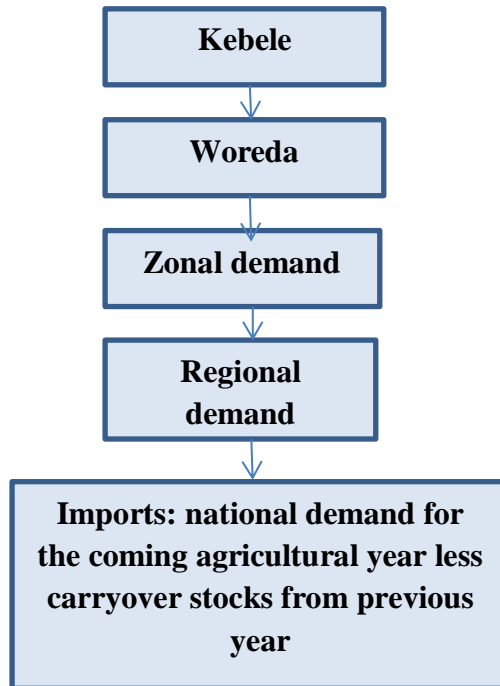 Kebele
Woreda
Zonal demand
Regional
demand
Imports: national demand for
the coming agricultural year less
carryover stocks from previous
year